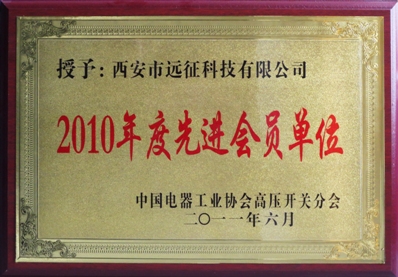 授予：西安市远征科技有限公司
2010年度先进会员单位
中国电器工业协会高压开关分会
二〇一一年六月